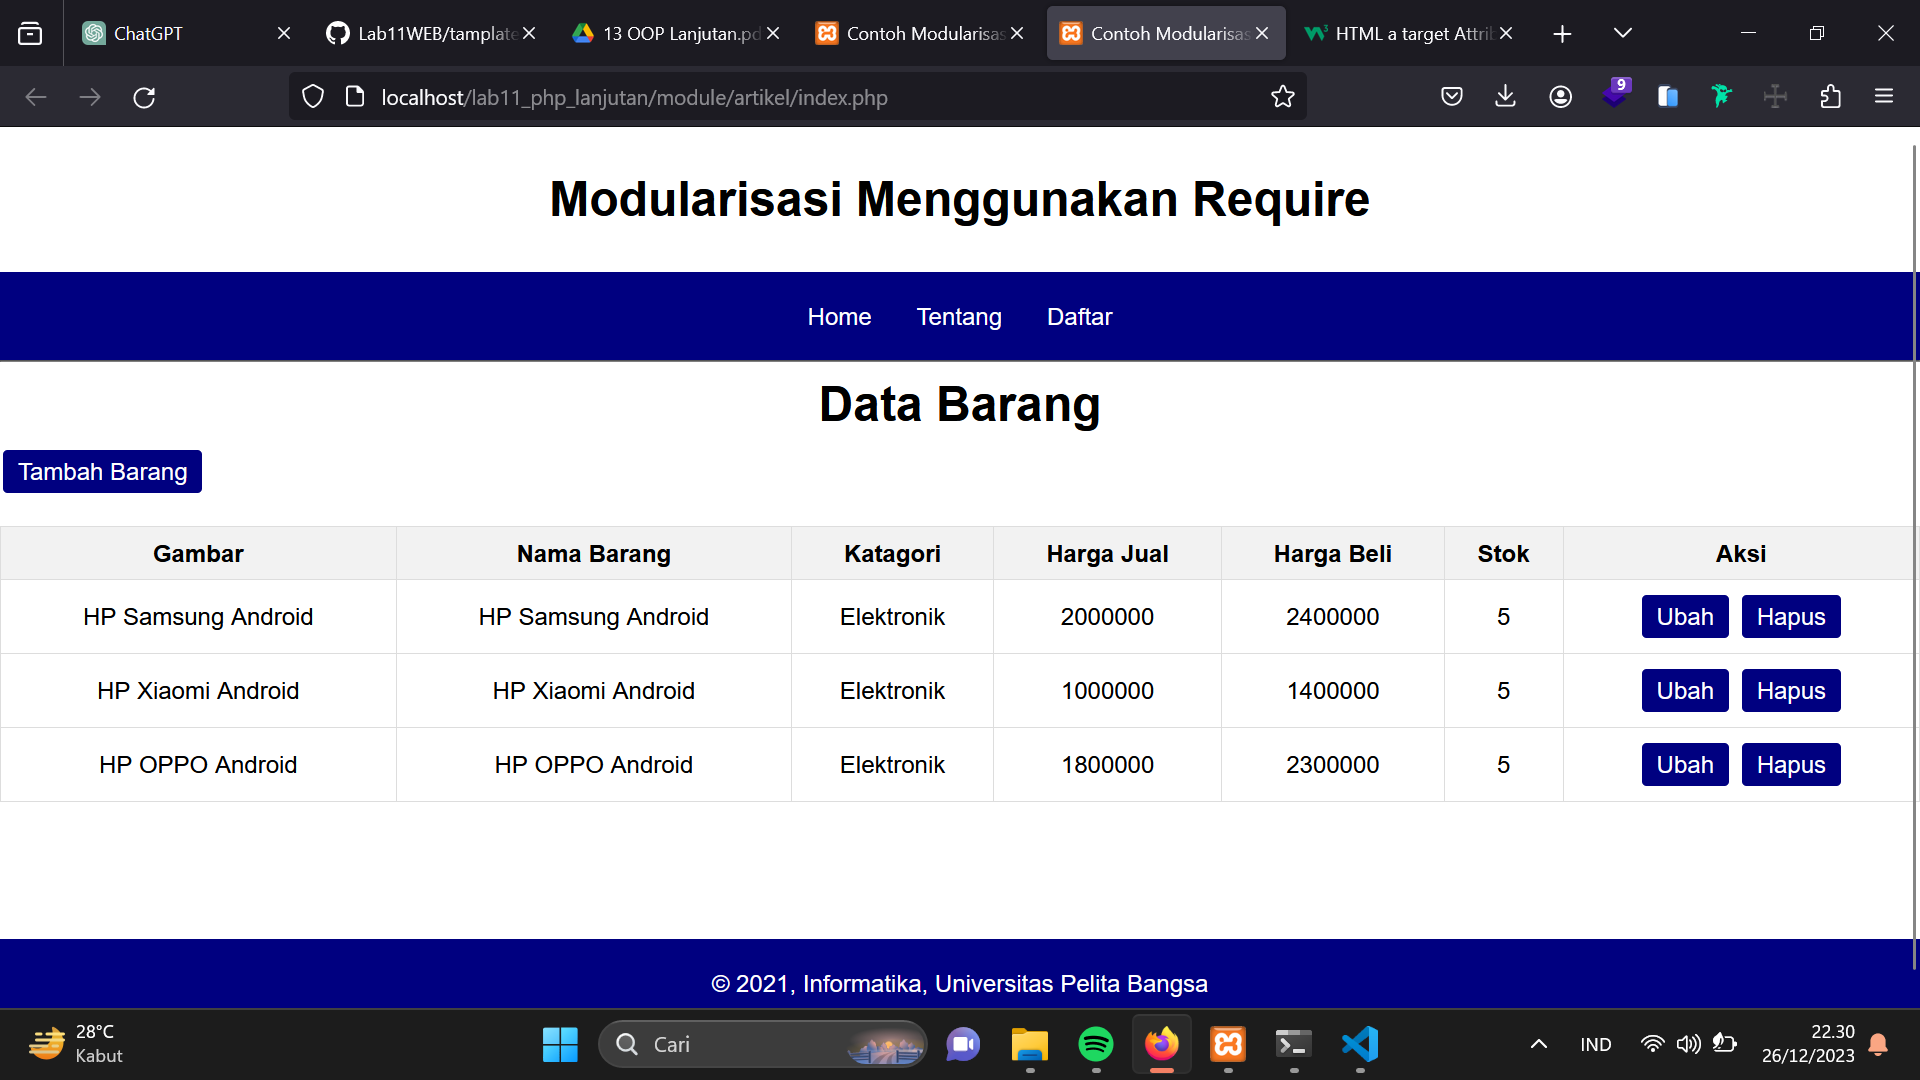 ChatGPT
Lab11WEB/tamplate
13 OOP Lanjutan.pd
Contoh Modularisas
Contoh Modularisas
HTML a target Attrib
localhost/lab11_php_lanjutan/module/artikel/index.php
9
Modularisasi Menggunakan Require
Home Tentang Daftar
Data Barang
Tambah Barang
Gambar Nama Barang Katagori Harga Jual Harga Beli Stok Aksi
HP Samsung Android HP Samsung Android Elektronik 2000000 2400000 5 Ubah Hapus
HP Xiaomi Android HP Xiaomi Android Elektronik 1000000 1400000 5 Ubah Hapus
HP OPPO Android HP OPPO Android Elektronik 1800000 2300000 5 Ubah Hapus
© 2021, Informatika, Universitas Pelita Bangsa
28°C
Kabut
Cari
IND
22.30
26/12/2023